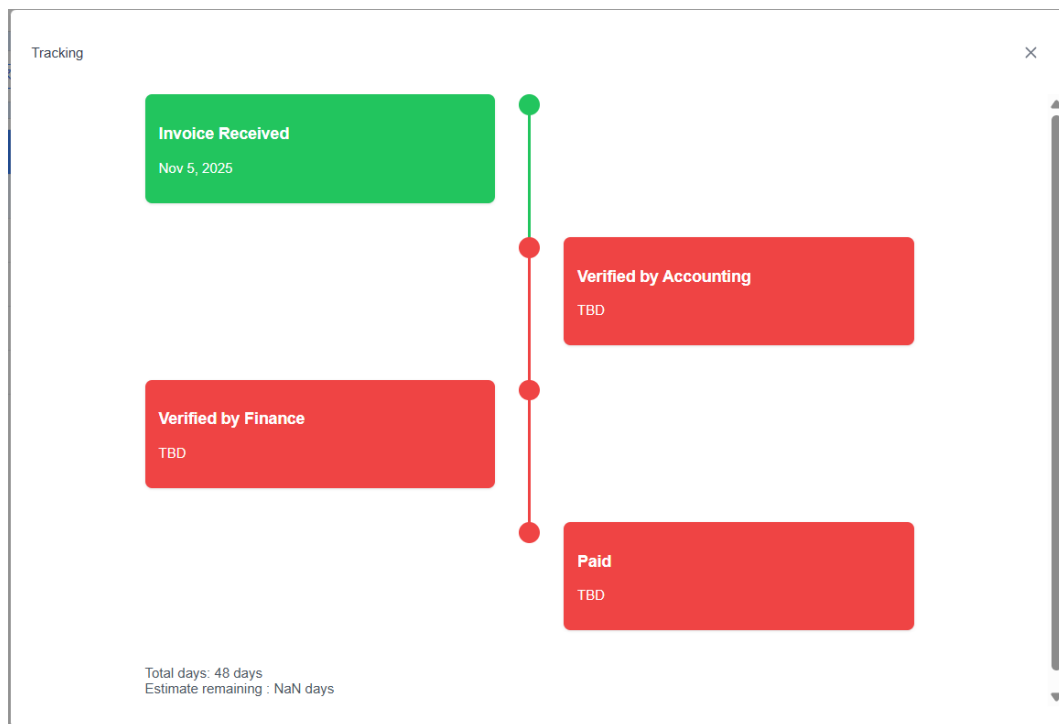 Tracking
Invoice Received
Nov 5, 2025
Verified by Accounting
TBD
Verified by Finance
TBD
Paid
TBD
Total days: 48 days
Estimate remaining : NaN days